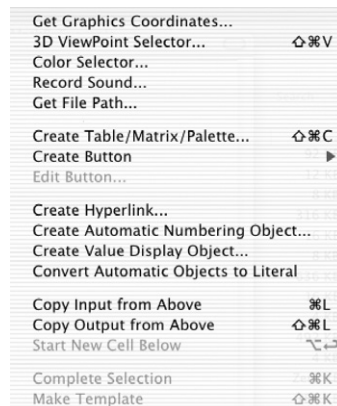 Get Graphics Coordinates...
3D ViewPoint Selector... ⇧⌘V
Color Selector...
Record Sound...
Get File Path...
Create Table/Matrix/Palette... ⇧⌘C
Create Button ▶
Edit Button...
Create Hyperlink...
Create Automatic Numbering Object...
Create Value Display Object...
Convert Automatic Objects to Literal
Copy Input from Above ⌘L
Copy Output from Above ⇧⌘L
Start New Cell Below ⌥↩
Complete Selection ⌘K
Make Template ⇧⌘K